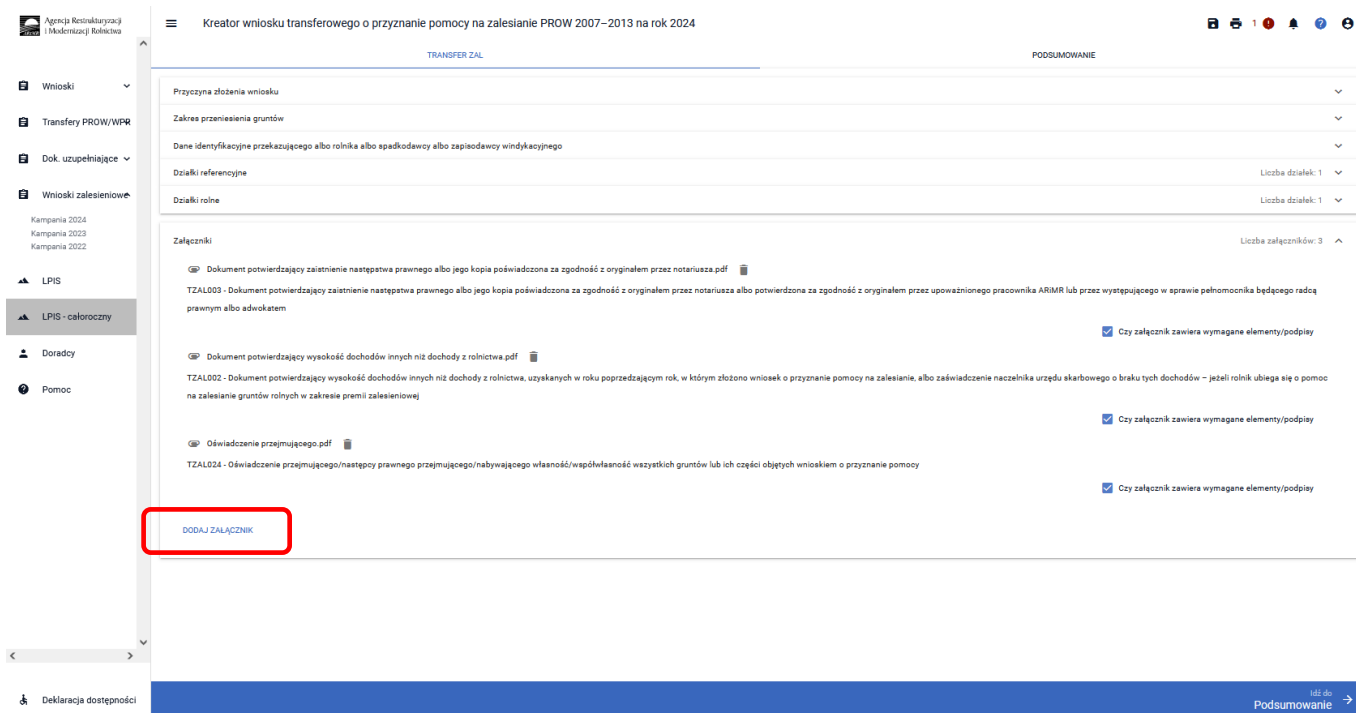 Agencja Restrukturyzacji
i Modernizacji Rolnictwa
Kreator wniosku transferowego o przyznanie pomocy na zalesianie PROW 2007–2013 na rok 2024
1
TRANSFER ZAL
PODSUMOWANIE
Wnioski
Transfery PROW/WPR
Dok. uzupełniające
Wnioski zalesieniowe
Kampania 2024
Kampania 2023
Kampania 2022
LPIS
LPIS - całoroczny
Doradcy
Pomoc
Deklaracja dostępności
Przyczyna złożenia wniosku
Zakres przeniesienia gruntów
Dane identyfikacyjne przekazującego albo rolnika albo spadkodawcy albo zapisodawcy windykacyjnego
Działki referencyjne
Liczba działek: 1
Działki rolne
Liczba działek: 1
Załączniki
Liczba załączników: 3
Dokument potwierdzający zaistnienie następstwa prawnego albo jego kopia poświadczona za zgodność z oryginałem przez notariusza.pdf
TZAL003 - Dokument potwierdzający zaistnienie następstwa prawnego albo jego kopia poświadczona za zgodność z oryginałem przez notariusza albo potwierdzona za zgodność z oryginałem przez upoważnionego pracownika ARiMR lub przez występującego w sprawie pełnomocnika będącego radcą
prawnym albo adwokatem
Czy załącznik zawiera wymagane elementy/podpisy
Dokument potwierdzający wysokość dochodów innych niż dochody z rolnictwa.pdf
TZAL002 - Dokument potwierdzający wysokość dochodów innych niż dochody z rolnictwa, uzyskanych w roku poprzedzającym rok, w którym złożono wniosek o przyznanie pomocy na zalesianie, albo zaświadczenie naczelnika urzędu skarbowego o braku tych dochodów – jeżeli rolnik ubiega się o pomoc
na zalesianie gruntów rolnych w zakresie premii zalesieniowej
Czy załącznik zawiera wymagane elementy/podpisy
Oświadczenie przejmującego.pdf
TZAL024 - Oświadczenie przejmującego/następcy prawnego przejmującego/nabywającego własność/współwłasność wszystkich gruntów lub ich części objętych wnioskiem o przyznanie pomocy
Czy załącznik zawiera wymagane elementy/podpisy
DODAJ ZAŁĄCZNIK
Idź do
Podsumowanie